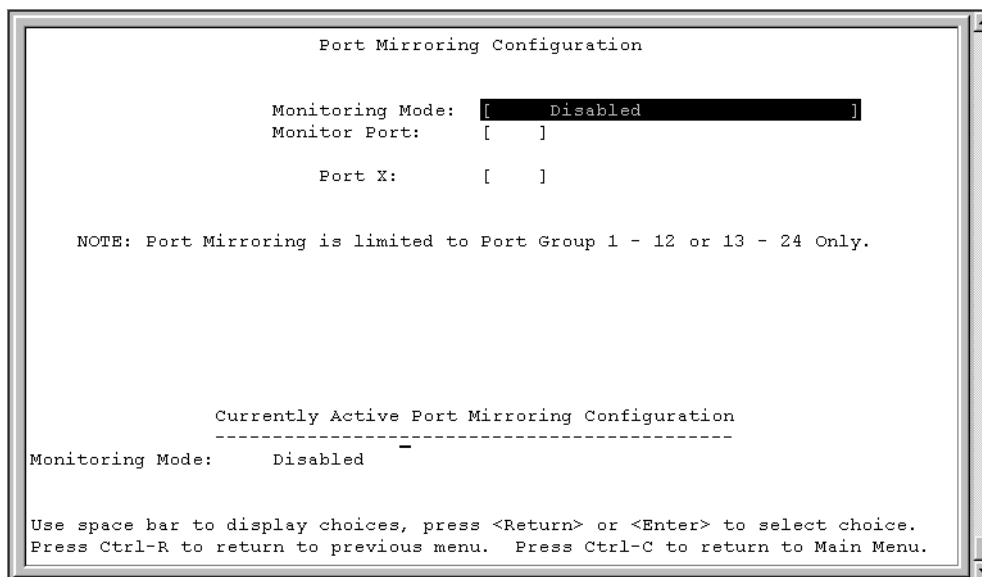 Port Mirroring Configuration
Monitoring Mode: [ Disabled ]
Monitor Port: [ ]
Port X: [ ]
NOTE: Port Mirroring is limited to Port Group 1 - 12 or 13 - 24 Only.
Currently Active Port Mirroring Configuration
---------------------------------------------
Monitoring Mode: Disabled
Use space bar to display choices, press <Return> or <Enter> to select choice.
Press Ctrl-R to return to previous menu. Press Ctrl-C to return to Main Menu.